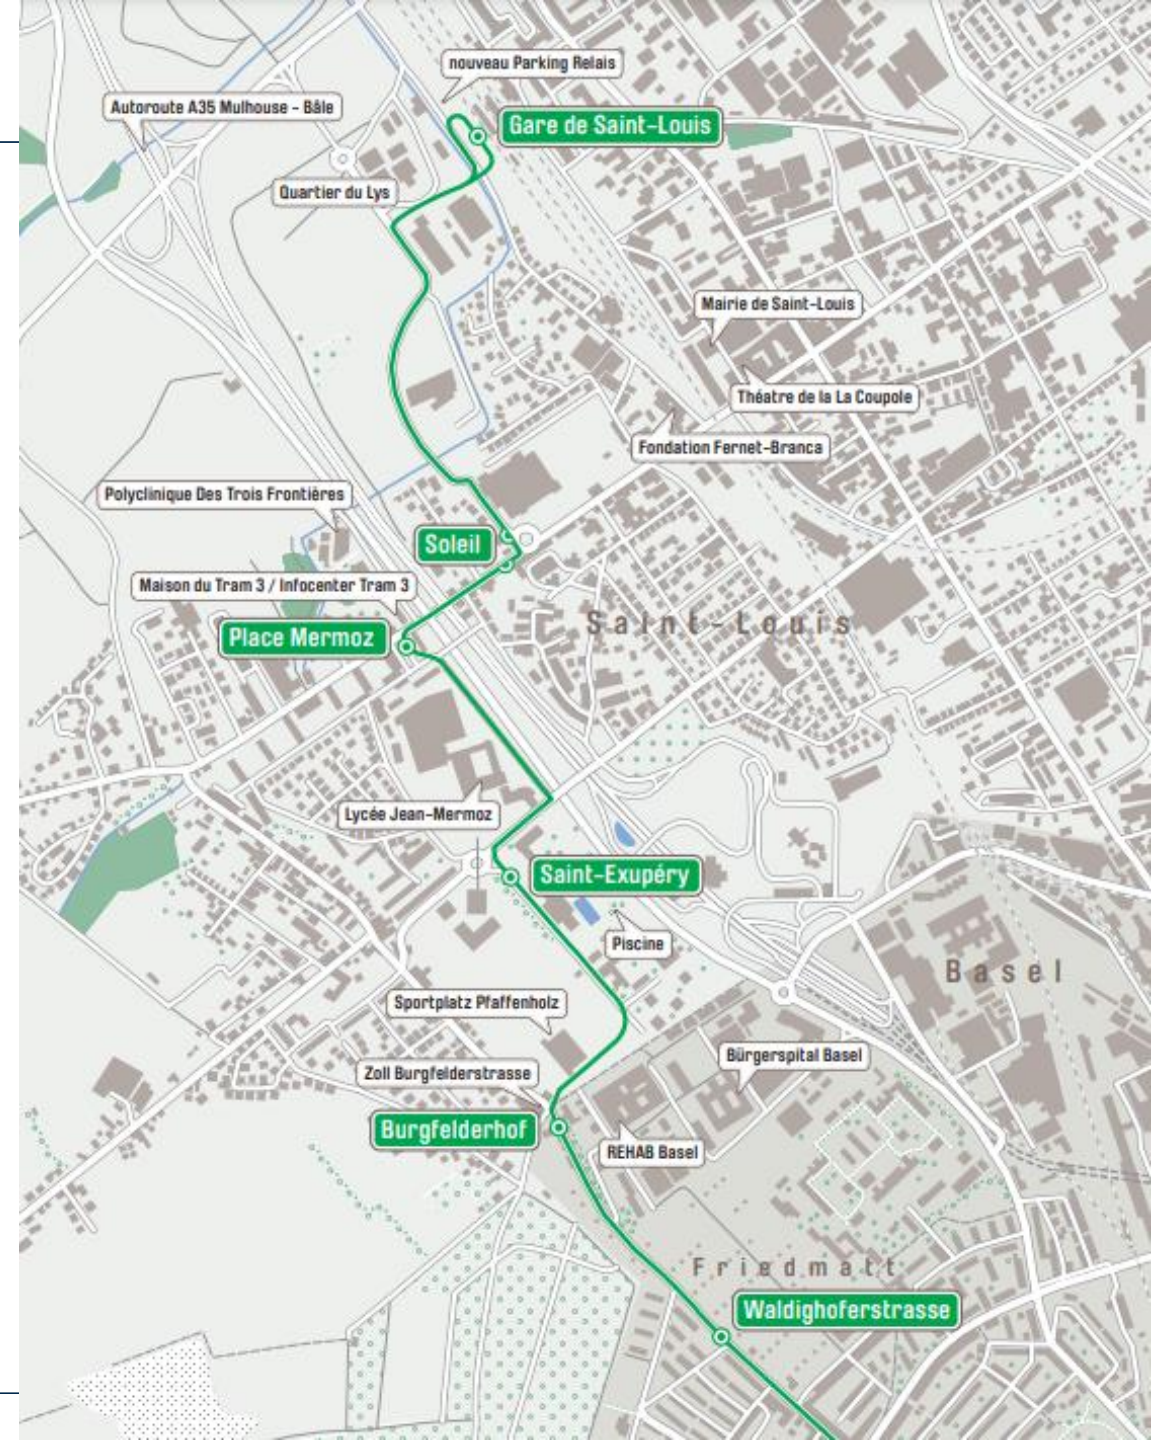 nouveau Parking Relais
Autoroute A35 Mulhouse - Bâle
Gare de Saint-Louis
Quartier du Lys
Mairie de Saint-Louis
Théatre de la La Coupole
Fondation Fernet-Branca
Polyclinique Des Trois Frontières
Soleil
Maison du Tram 3 / Infocenter Tram 3
Saint-Louis
Place Mermoz
Lycée Jean-Mermoz
Saint-Exupéry
Piscine
Basel
Sportplatz Pfaffenholz
Bürgerspital Basel
Zoll Burgfelderstrasse
Burgfelderhof
REHAB Basel
Friedmatt
Waldighoferstrasse